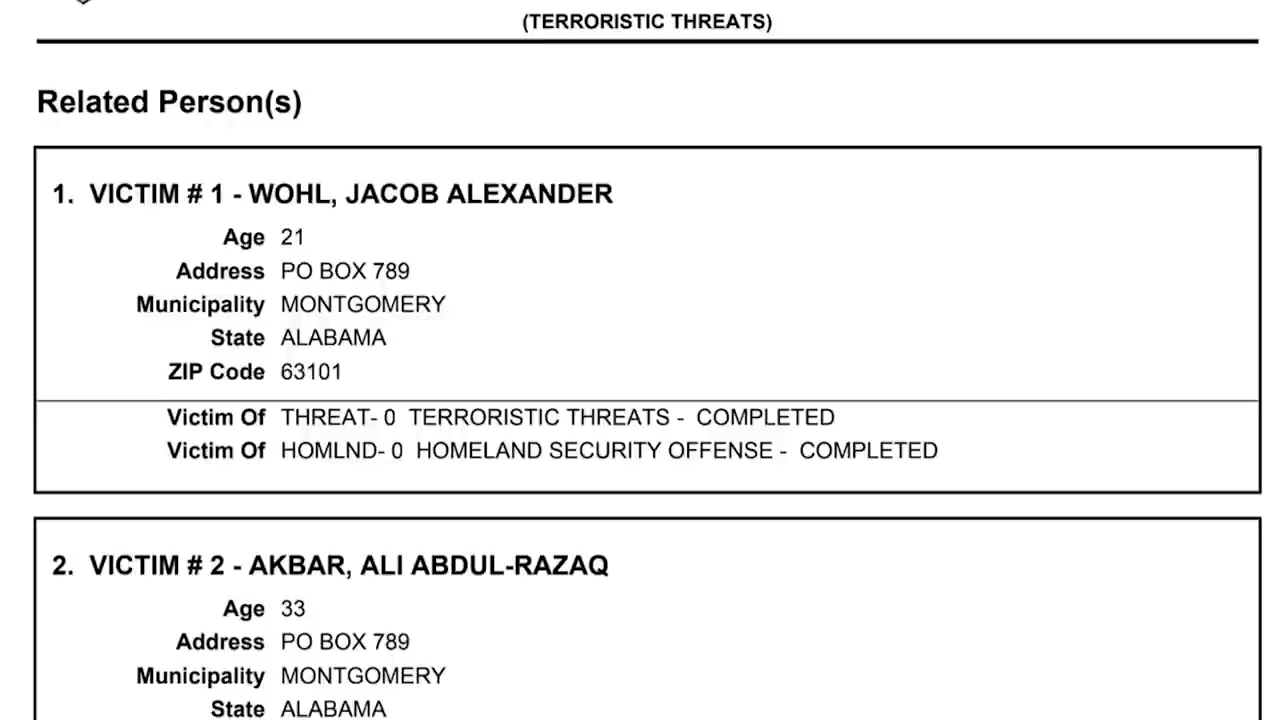 (TERRORISTIC THREATS)
Related Person(s)
1. VICTIM # 1 - WOHL, JACOB ALEXANDER
Age 21
Address PO BOX 789
Municipality MONTGOMERY
State ALABAMA
ZIP Code 63101
Victim Of THREAT- 0 TERRORISTIC THREATS - COMPLETED
Victim Of HOMLND- 0 HOMELAND SECURITY OFFENSE - COMPLETED
2. VICTIM # 2 - AKBAR, ALI ABDUL-RAZAQ
Age 33
Address PO BOX 789
Municipality MONTGOMERY
State ALABAMA